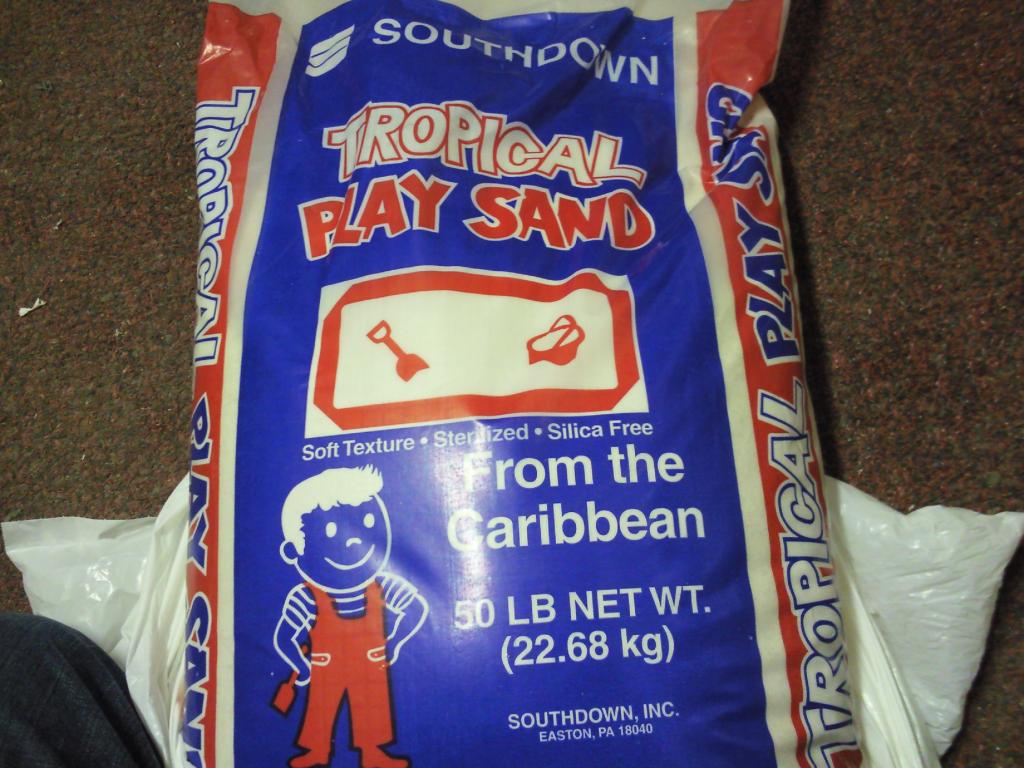 SOUTHDOWN
TROPICAL
PLAY SAND
Soft Texture • Sterilized • Silica Free
From the
Caribbean
50 LB NET WT.
(22.68 kg)
SOUTHDOWN, INC.
EASTON, PA 18040
TROPICAL PLAY SAND
TROPICAL PLAY SAND